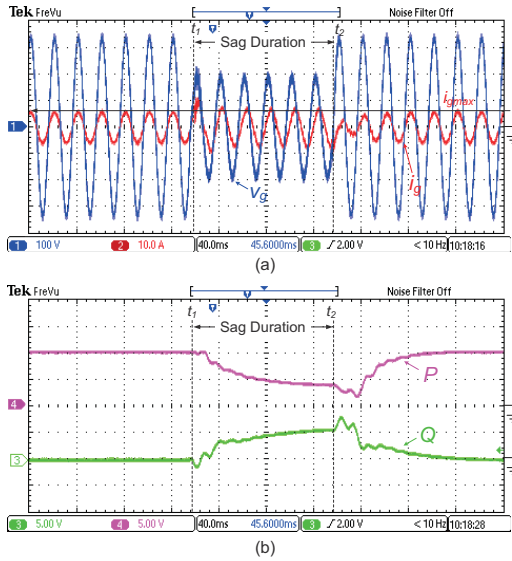 Tek FreVu Noise Filter Off
t1 t2
Sag Duration
igmax
1
vg
ig
1 100 V 2 10.0 A 40.0ms 45.6000ms 3 2.00 V < 10 Hz 10:18:16
(a)
Tek FreVu Noise Filter Off
t1 t2
Sag Duration
P
4
Q
3
3 5.00 V 4 5.00 V 40.0ms 45.6000ms 3 2.00 V < 10 Hz 10:18:28
(b)